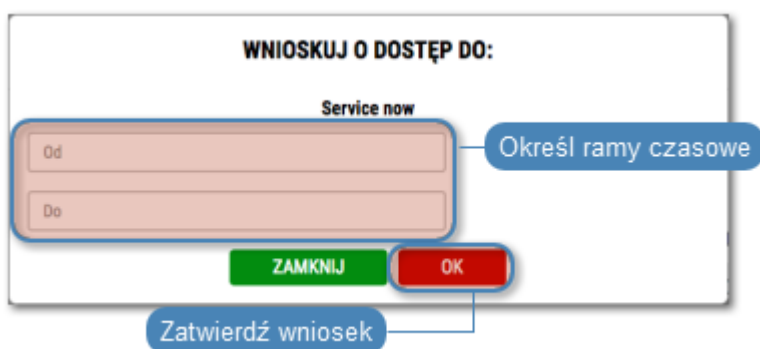 WNIOSKUJ O DOSTĘP DO:
Service now
Od
Określ ramy czasowe
Do
ZAMKNIJ
OK
Zatwierdź wniosek